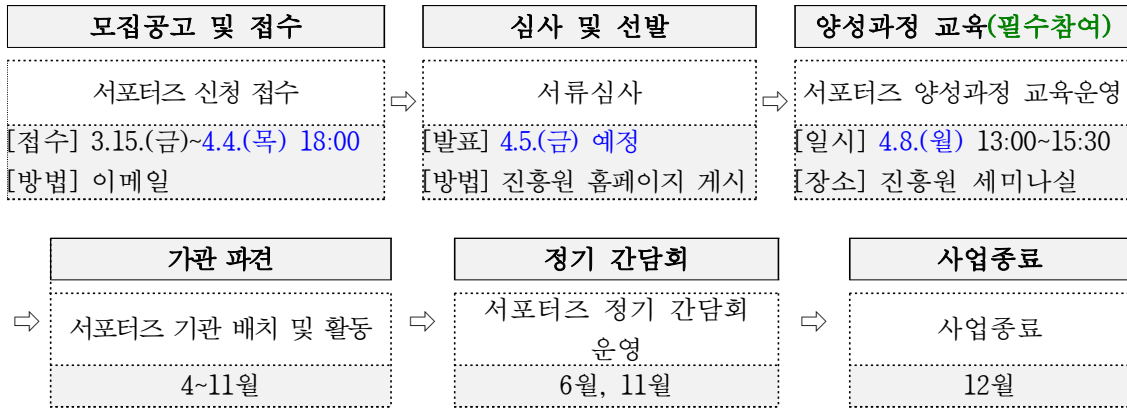 모집공고 및 접수
서포터즈 신청 접수
[접수] 3.15.(금)~4.4.(목) 18:00
[방법] 이메일
⇨
심사 및 선발
서류심사
[발표] 4.5.(금) 예정
[방법] 진흥원 홈페이지 게시
⇨
양성과정 교육(필수참여)
서포터즈 양성과정 교육운영
[일시] 4.8.(월) 13:00~15:30
[장소] 진흥원 세미나실
⇨
기관 파견
서포터즈 기관 배치 및 활동
4~11월
⇨
정기 간담회
서포터즈 정기 간담회
운영
6월, 11월
⇨
사업종료
사업종료
12월